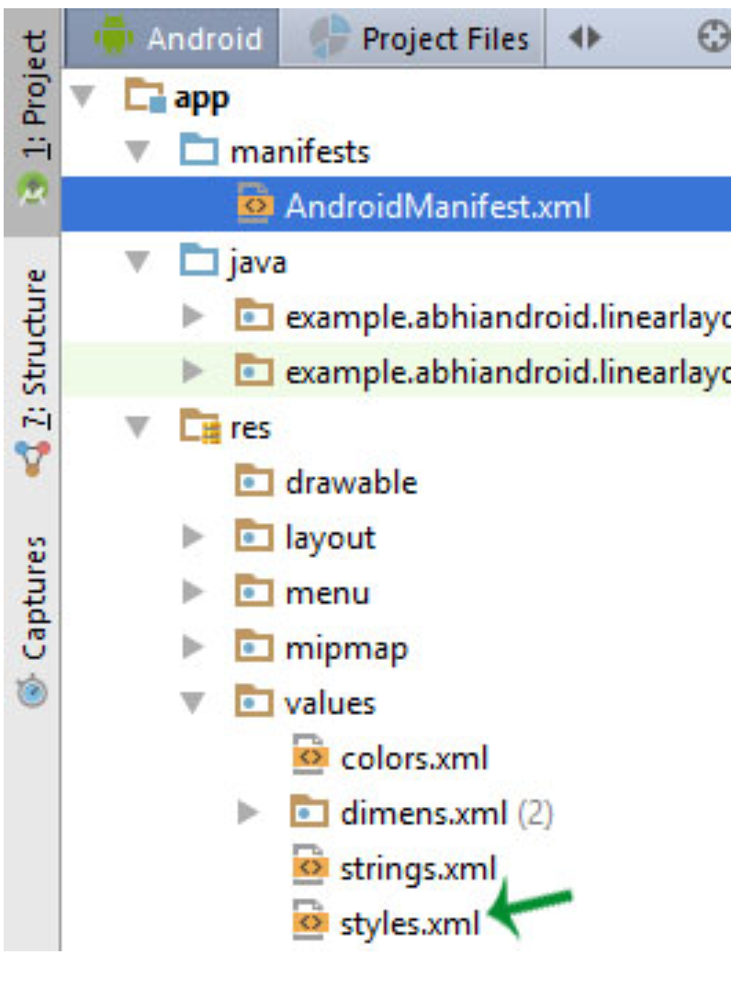 Android Project Files
1: Project
app
manifests
AndroidManifest.xml
java
example.abhiandroid.linearlayo
example.abhiandroid.linearlayo
7: Structure
res
drawable
layout
menu
mipmap
Captures
values
colors.xml
dimens.xml (2)
strings.xml
styles.xml